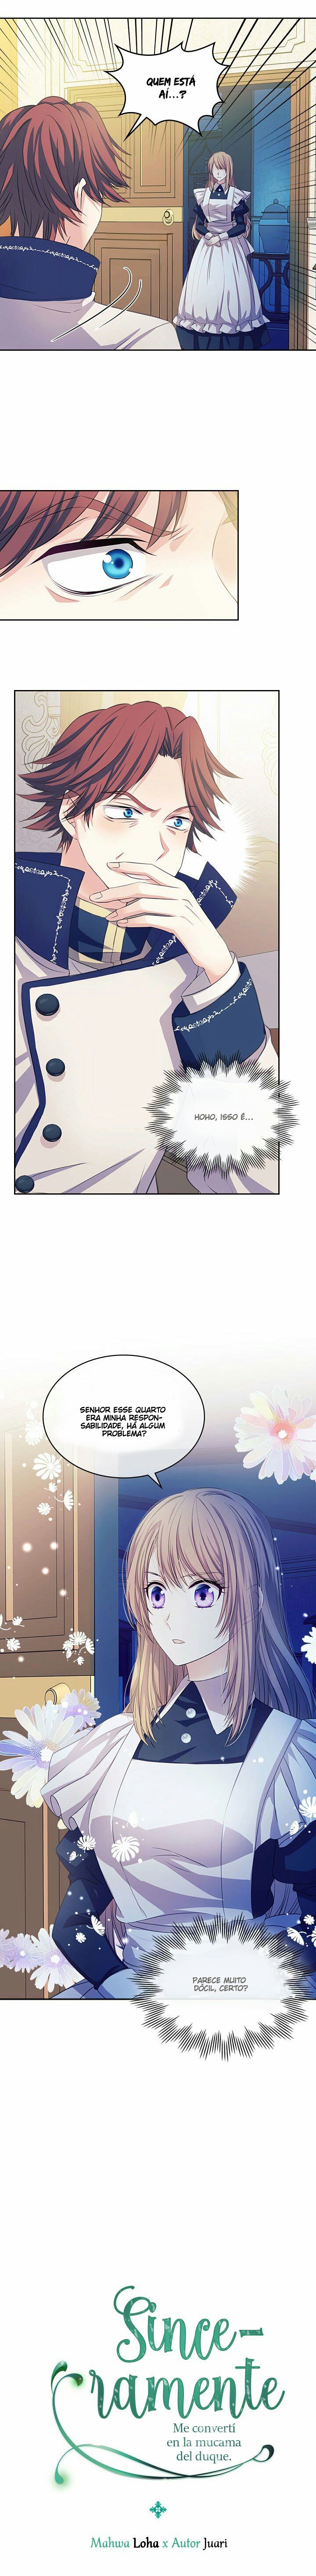 QUEM ESTÁ
AÍ...?
HOHO, ISSO É...
SENHOR ESSE QUARTO
ERA MINHA RESPON-
SABILIDADE, HÁ ALGUM
PROBLEMA?
PARECE MUITO
DÓCIL, CERTO?
Since-
ramente
Me convertí
en la mucama
del duque.
Mahwa Loha x Autor Juari